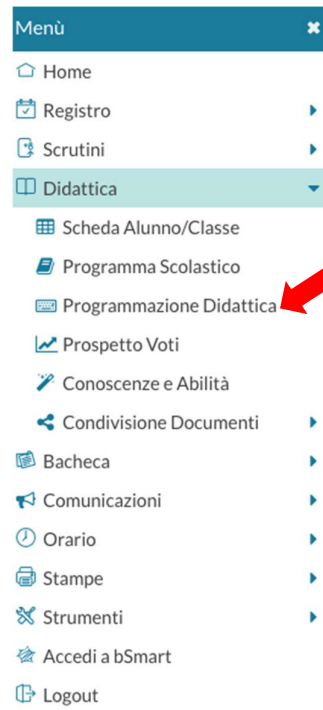 Menù
Home
Registro
Scrutini
Didattica
Scheda Alunno/Classe
Programma Scolastico
Programmazione Didattica
Prospetto Voti
Conoscenze e Abilità
Condivisione Documenti
Bacheca
Comunicazioni
Orario
Stampe
Strumenti
Accedi a bSmart
Logout